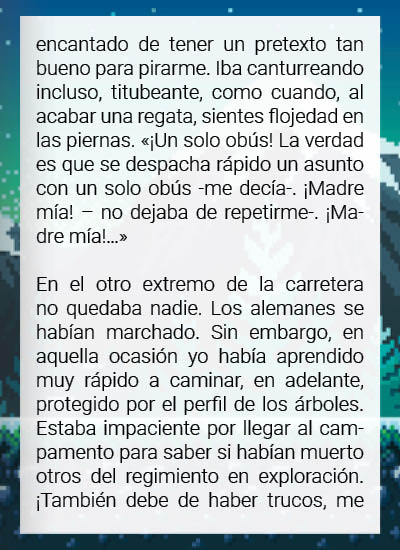 encantado de tener un pretexto tan
bueno para pirarme. Iba canturreando
incluso, titubeante, como cuando, al
acabar una regata, sientes flojedad en
las piernas. «¡Un solo obús! La verdad
es que se despacha rápido un asunto
con un solo obús -me decía-. ¡Madre
mía! – no dejaba de repetirme-. ¡Ma-
dre mía!...»
En el otro extremo de la carretera
no quedaba nadie. Los alemanes se
habían marchado. Sin embargo, en
aquella ocasión yo había aprendido
muy rápido a caminar, en adelante,
protegido por el perfil de los árboles.
Estaba impaciente por llegar al cam-
pamento para saber si habían muerto
otros del regimiento en exploración.
¡También debe de haber trucos, me